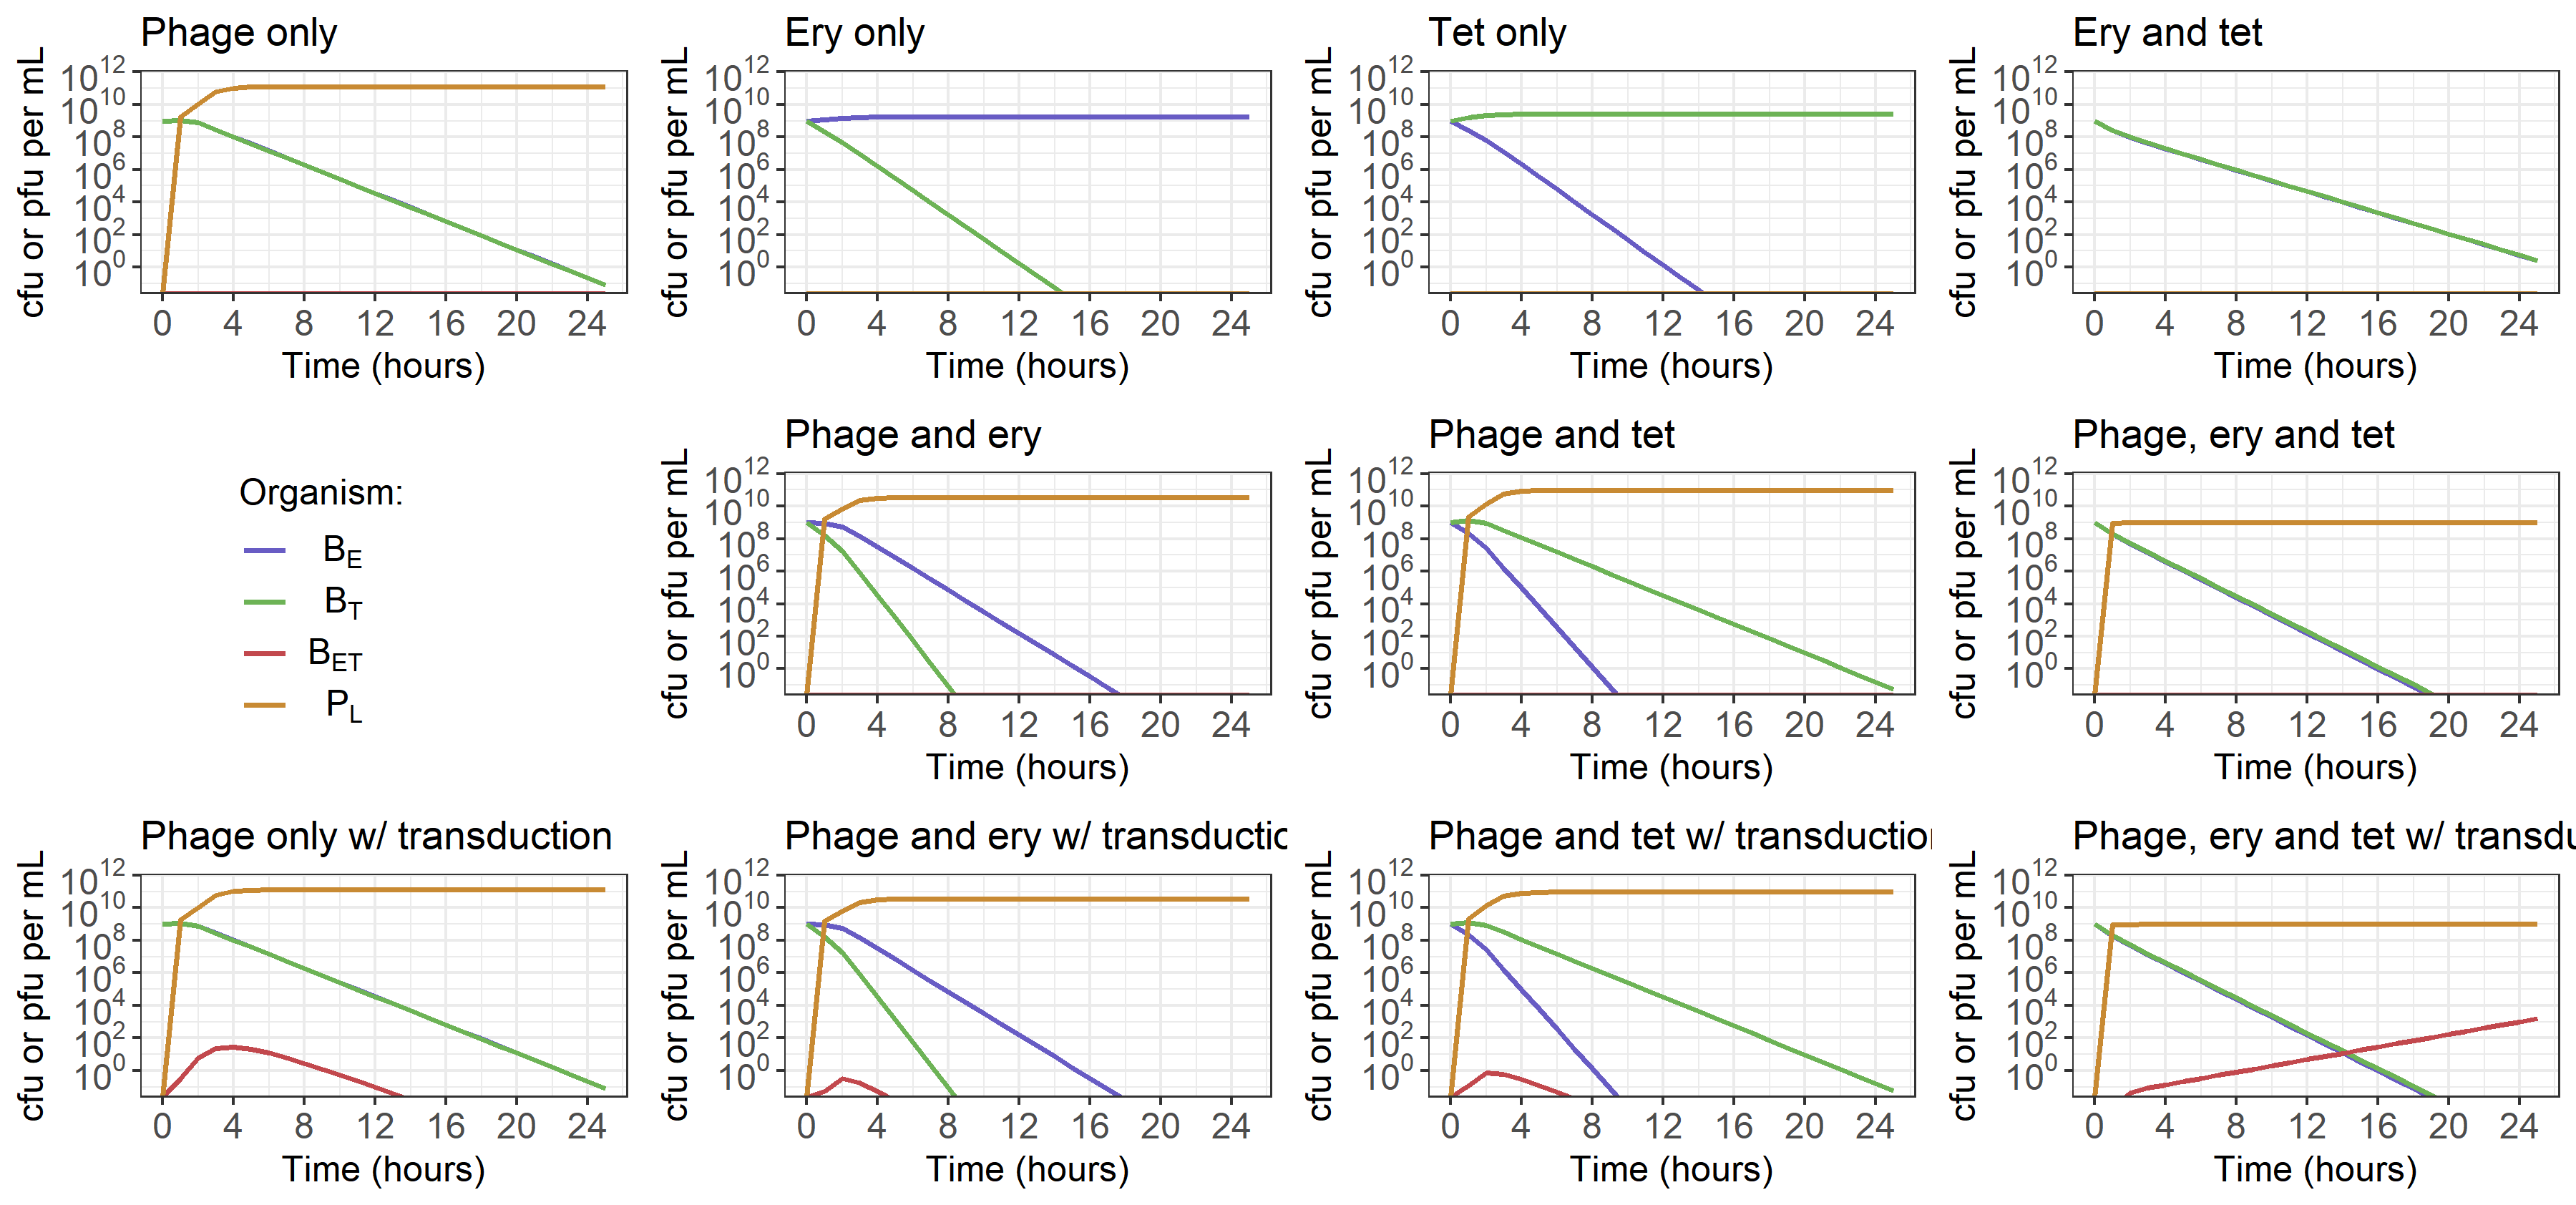 Phage only
Ery only
Tet only
Ery and tet
cfu or pfu per mL
10^12
10^10
10^8
10^6
10^4
10^2
10^0
0 4 8 12 16 20 24
Time (hours)
cfu or pfu per mL
10^12
10^10
10^8
10^6
10^4
10^2
10^0
0 4 8 12 16 20 24
Time (hours)
cfu or pfu per mL
10^12
10^10
10^8
10^6
10^4
10^2
10^0
0 4 8 12 16 20 24
Time (hours)
cfu or pfu per mL
10^12
10^10
10^8
10^6
10^4
10^2
10^0
0 4 8 12 16 20 24
Time (hours)
Organism:
B_E
B_T
B_ET
P_L
Phage and ery
Phage and tet
Phage, ery and tet
cfu or pfu per mL
10^12
10^10
10^8
10^6
10^4
10^2
10^0
0 4 8 12 16 20 24
Time (hours)
cfu or pfu per mL
10^12
10^10
10^8
10^6
10^4
10^2
10^0
0 4 8 12 16 20 24
Time (hours)
cfu or pfu per mL
10^12
10^10
10^8
10^6
10^4
10^2
10^0
0 4 8 12 16 20 24
Time (hours)
Phage only w/ transduction
Phage and ery w/ transductio
Phage and tet w/ transduction
Phage, ery and tet w/ transdu
cfu or pfu per mL
10^12
10^10
10^8
10^6
10^4
10^2
10^0
0 4 8 12 16 20 24
Time (hours)
cfu or pfu per mL
10^12
10^10
10^8
10^6
10^4
10^2
10^0
0 4 8 12 16 20 24
Time (hours)
cfu or pfu per mL
10^12
10^10
10^8
10^6
10^4
10^2
10^0
0 4 8 12 16 20 24
Time (hours)
cfu or pfu per mL
10^12
10^10
10^8
10^6
10^4
10^2
10^0
0 4 8 12 16 20 24
Time (hours)